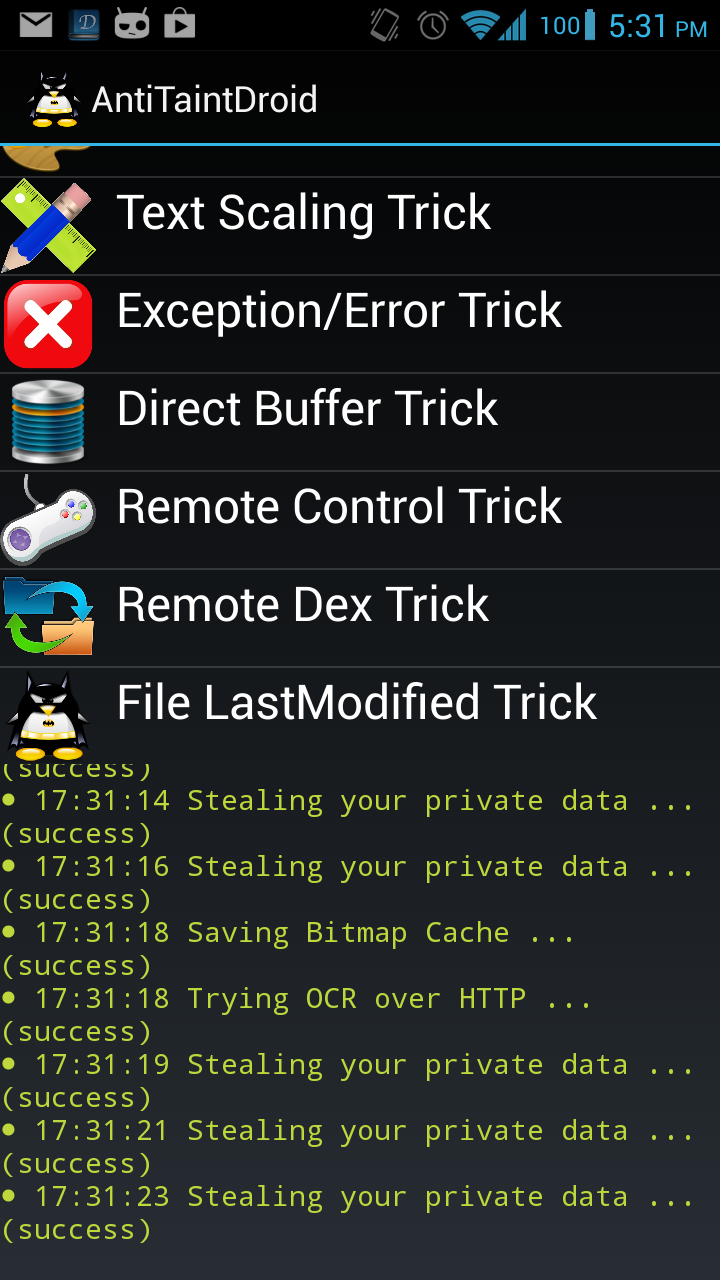 100 5:31 PM
AntiTaintDroid
Text Scaling Trick
Exception/Error Trick
Direct Buffer Trick
Remote Control Trick
Remote Dex Trick
File LastModified Trick
(success)
• 17:31:14 Stealing your private data ...
(success)
• 17:31:16 Stealing your private data ...
(success)
• 17:31:18 Saving Bitmap Cache ...
(success)
• 17:31:18 Trying OCR over HTTP ...
(success)
• 17:31:19 Stealing your private data ...
(success)
• 17:31:21 Stealing your private data ...
(success)
• 17:31:23 Stealing your private data ...
(success)